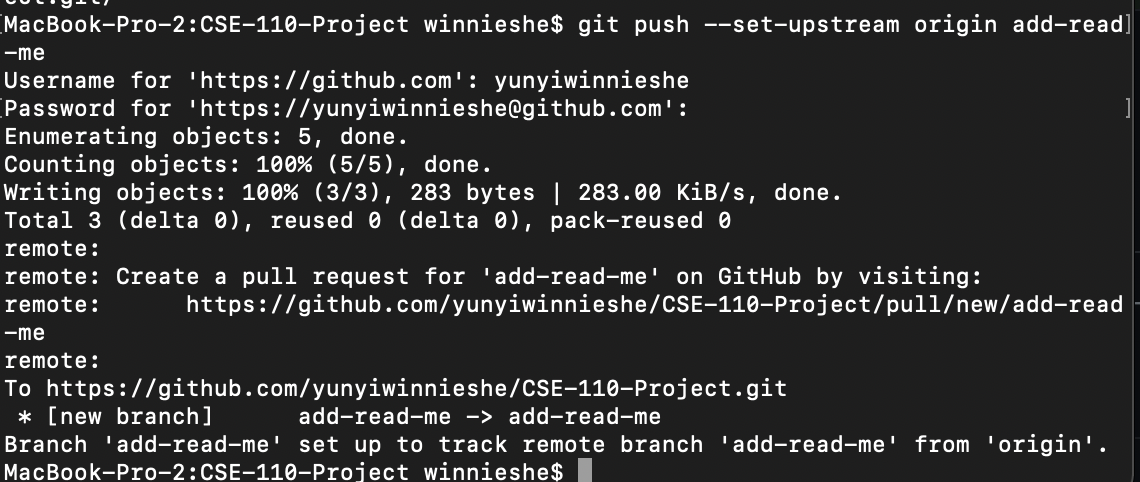 MacBook-Pro-2:CSE-110-Project winnieshe$ git push --set-upstream origin add-read
-me
Username for 'https://github.com': yunyiwinnieshe
Password for 'https://yunyiwinnieshe@github.com':
Enumerating objects: 5, done.
Counting objects: 100% (5/5), done.
Writing objects: 100% (3/3), 283 bytes | 283.00 KiB/s, done.
Total 3 (delta 0), reused 0 (delta 0), pack-reused 0
remote:
remote: Create a pull request for 'add-read-me' on GitHub by visiting:
remote:      https://github.com/yunyiwinnieshe/CSE-110-Project/pull/new/add-read
-me
remote:
To https://github.com/yunyiwinnieshe/CSE-110-Project.git
 * [new branch]      add-read-me -> add-read-me
Branch 'add-read-me' set up to track remote branch 'add-read-me' from 'origin'.
MacBook-Pro-2:CSE-110-Project winnieshe$